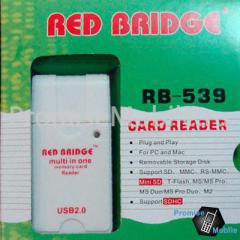 RED BRIDGE
RB-539
CARD READER
Plug and Play
For PC and Mac
Removable Storage Disk
Support SD, MMC, RS-MMC,
Mini SD, T-Flash, MS/MS Pro,
MS Duo/MS Pro Duo, M2
Support SDHC
RED BRIDGE™
multi in one
memory card
Reader
USB2.0
Promise
Mobile